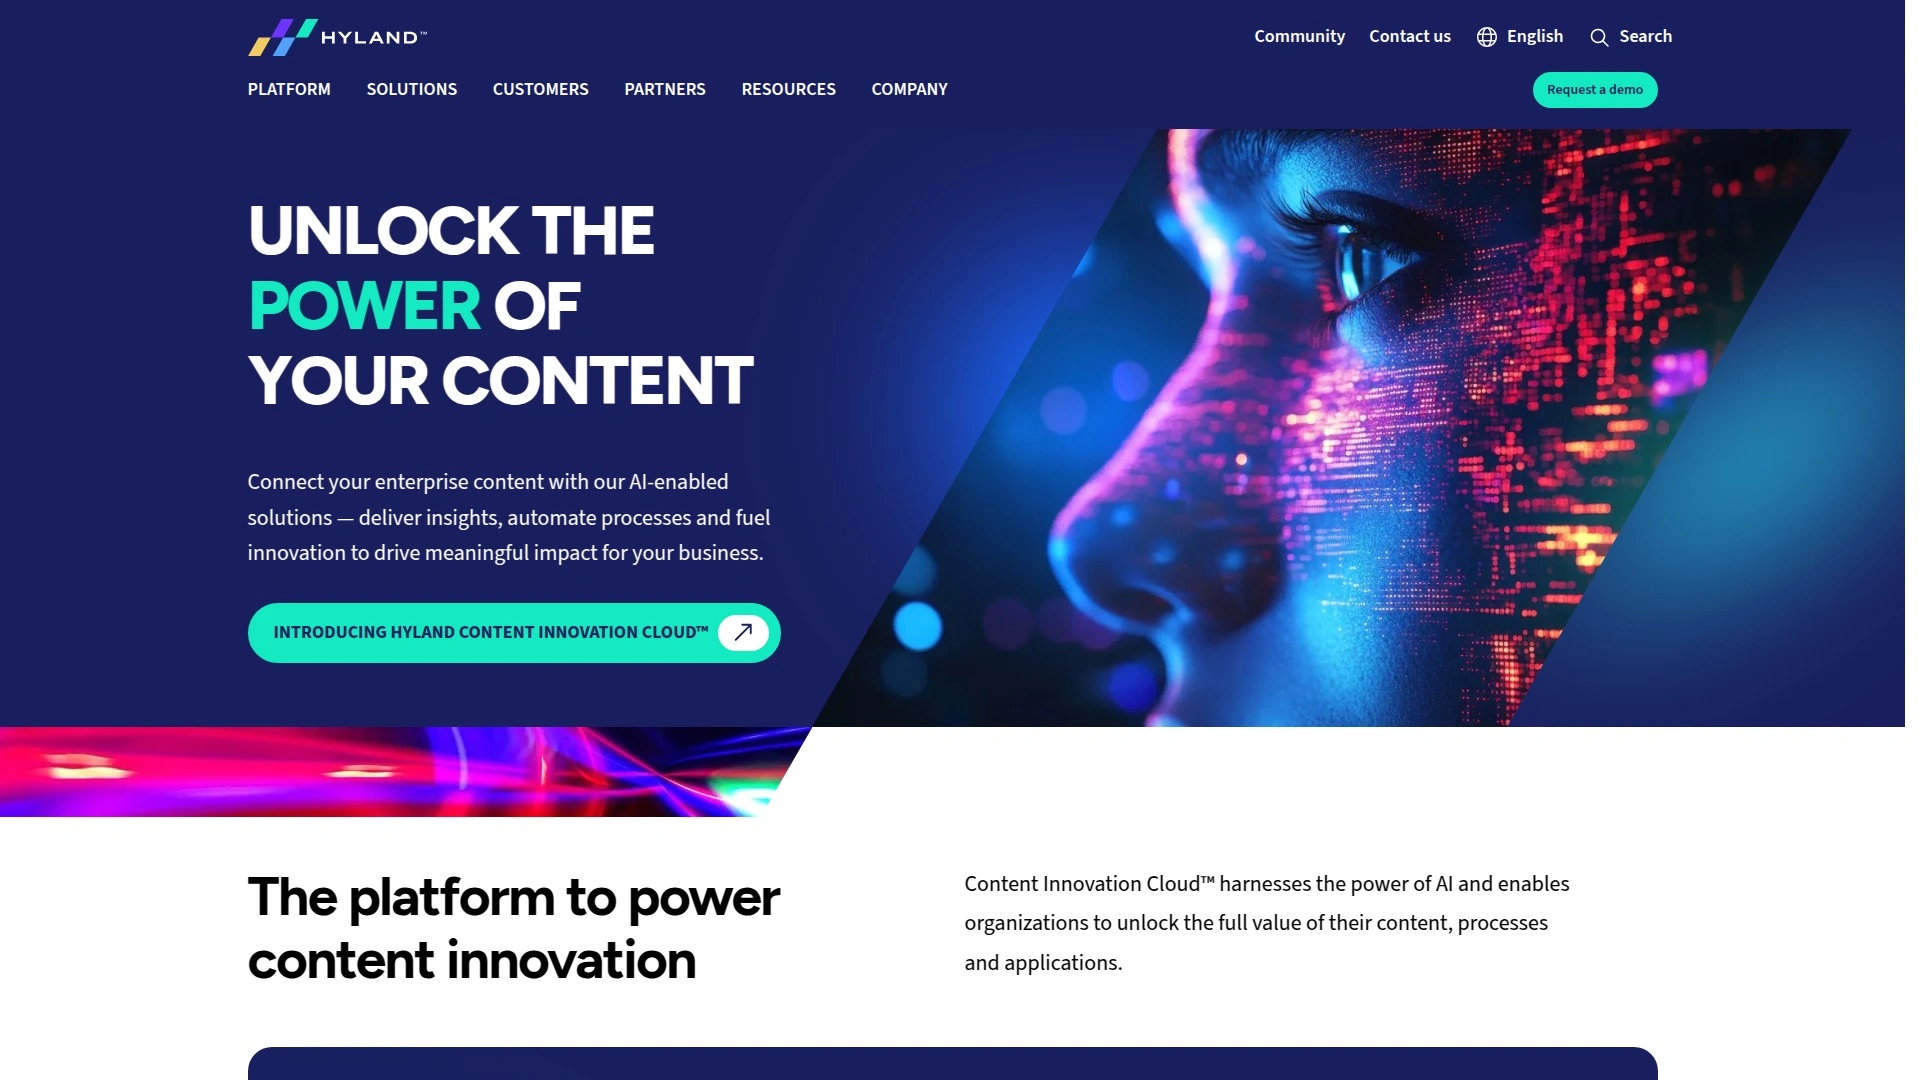 HYLAND™
Community
Contact us
English
Search
PLATFORM
SOLUTIONS
CUSTOMERS
PARTNERS
RESOURCES
COMPANY
Request a demo
UNLOCK THE
POWER OF
YOUR CONTENT
Connect your enterprise content with our AI-enabled
solutions — deliver insights, automate processes and fuel
innovation to drive meaningful impact for your business.
INTRODUCING HYLAND CONTENT INNOVATION CLOUD™
The platform to power
content innovation
Content Innovation Cloud™ harnesses the power of AI and enables
organizations to unlock the full value of their content, processes
and applications.